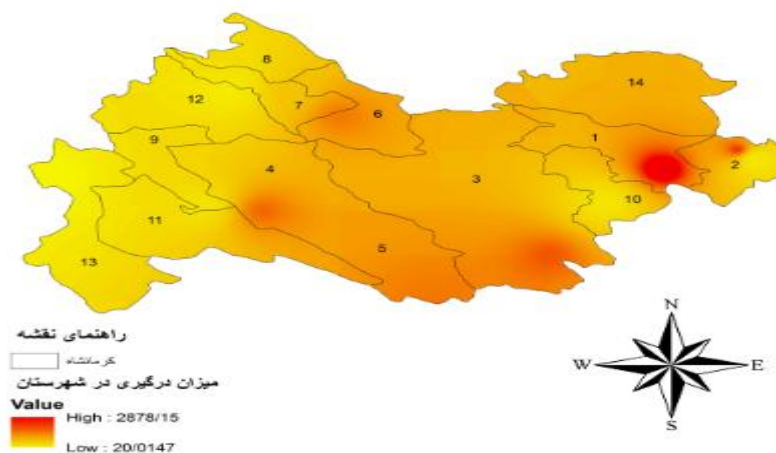 8
14
12
7
6
1
9
2
4
3
10
11
5
13
N
W E
S
راهنمای نقشه
کرمانشاه
میزان درگیری در شهرستان
Value
High : 2878/15
Low : 20/0147